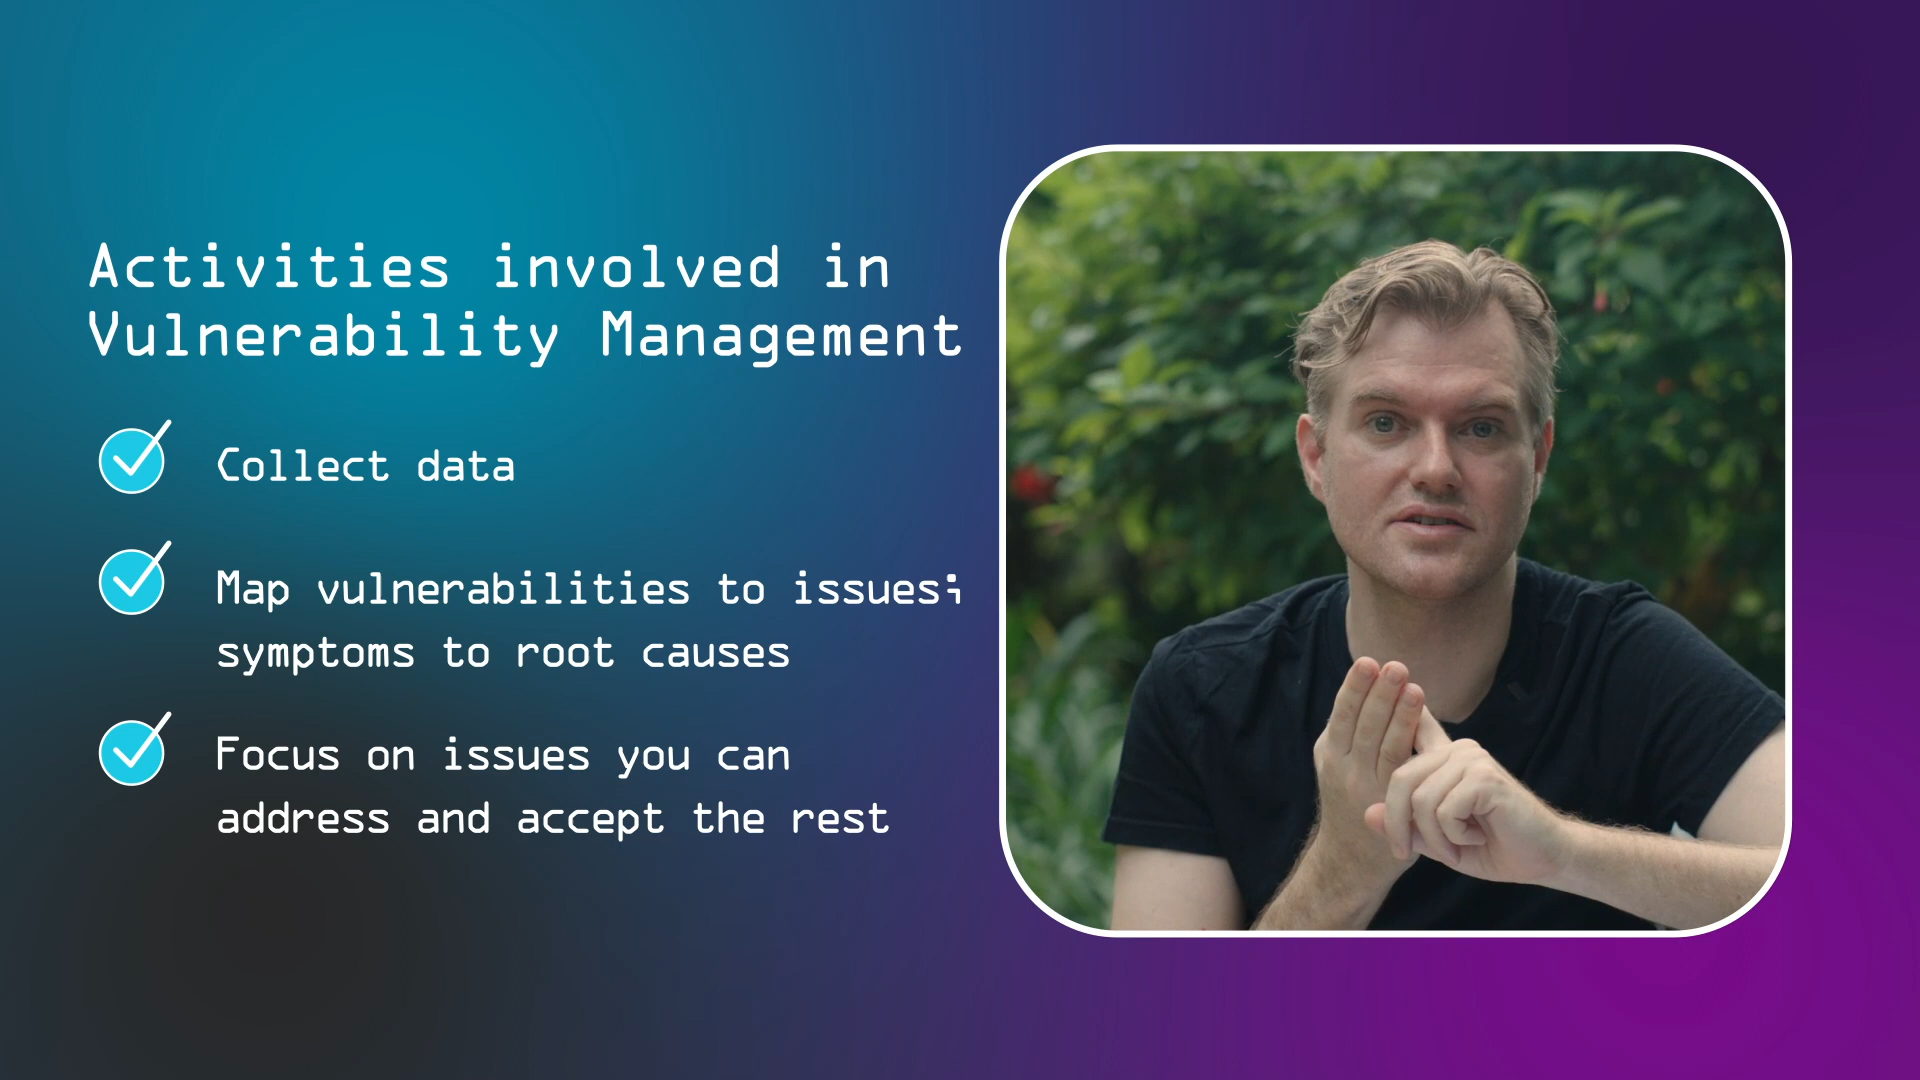 Activities involved in
Vulnerability Management
Collect data
Map vulnerabilities to issues;
symptoms to root causes
Focus on issues you can
address and accept the rest